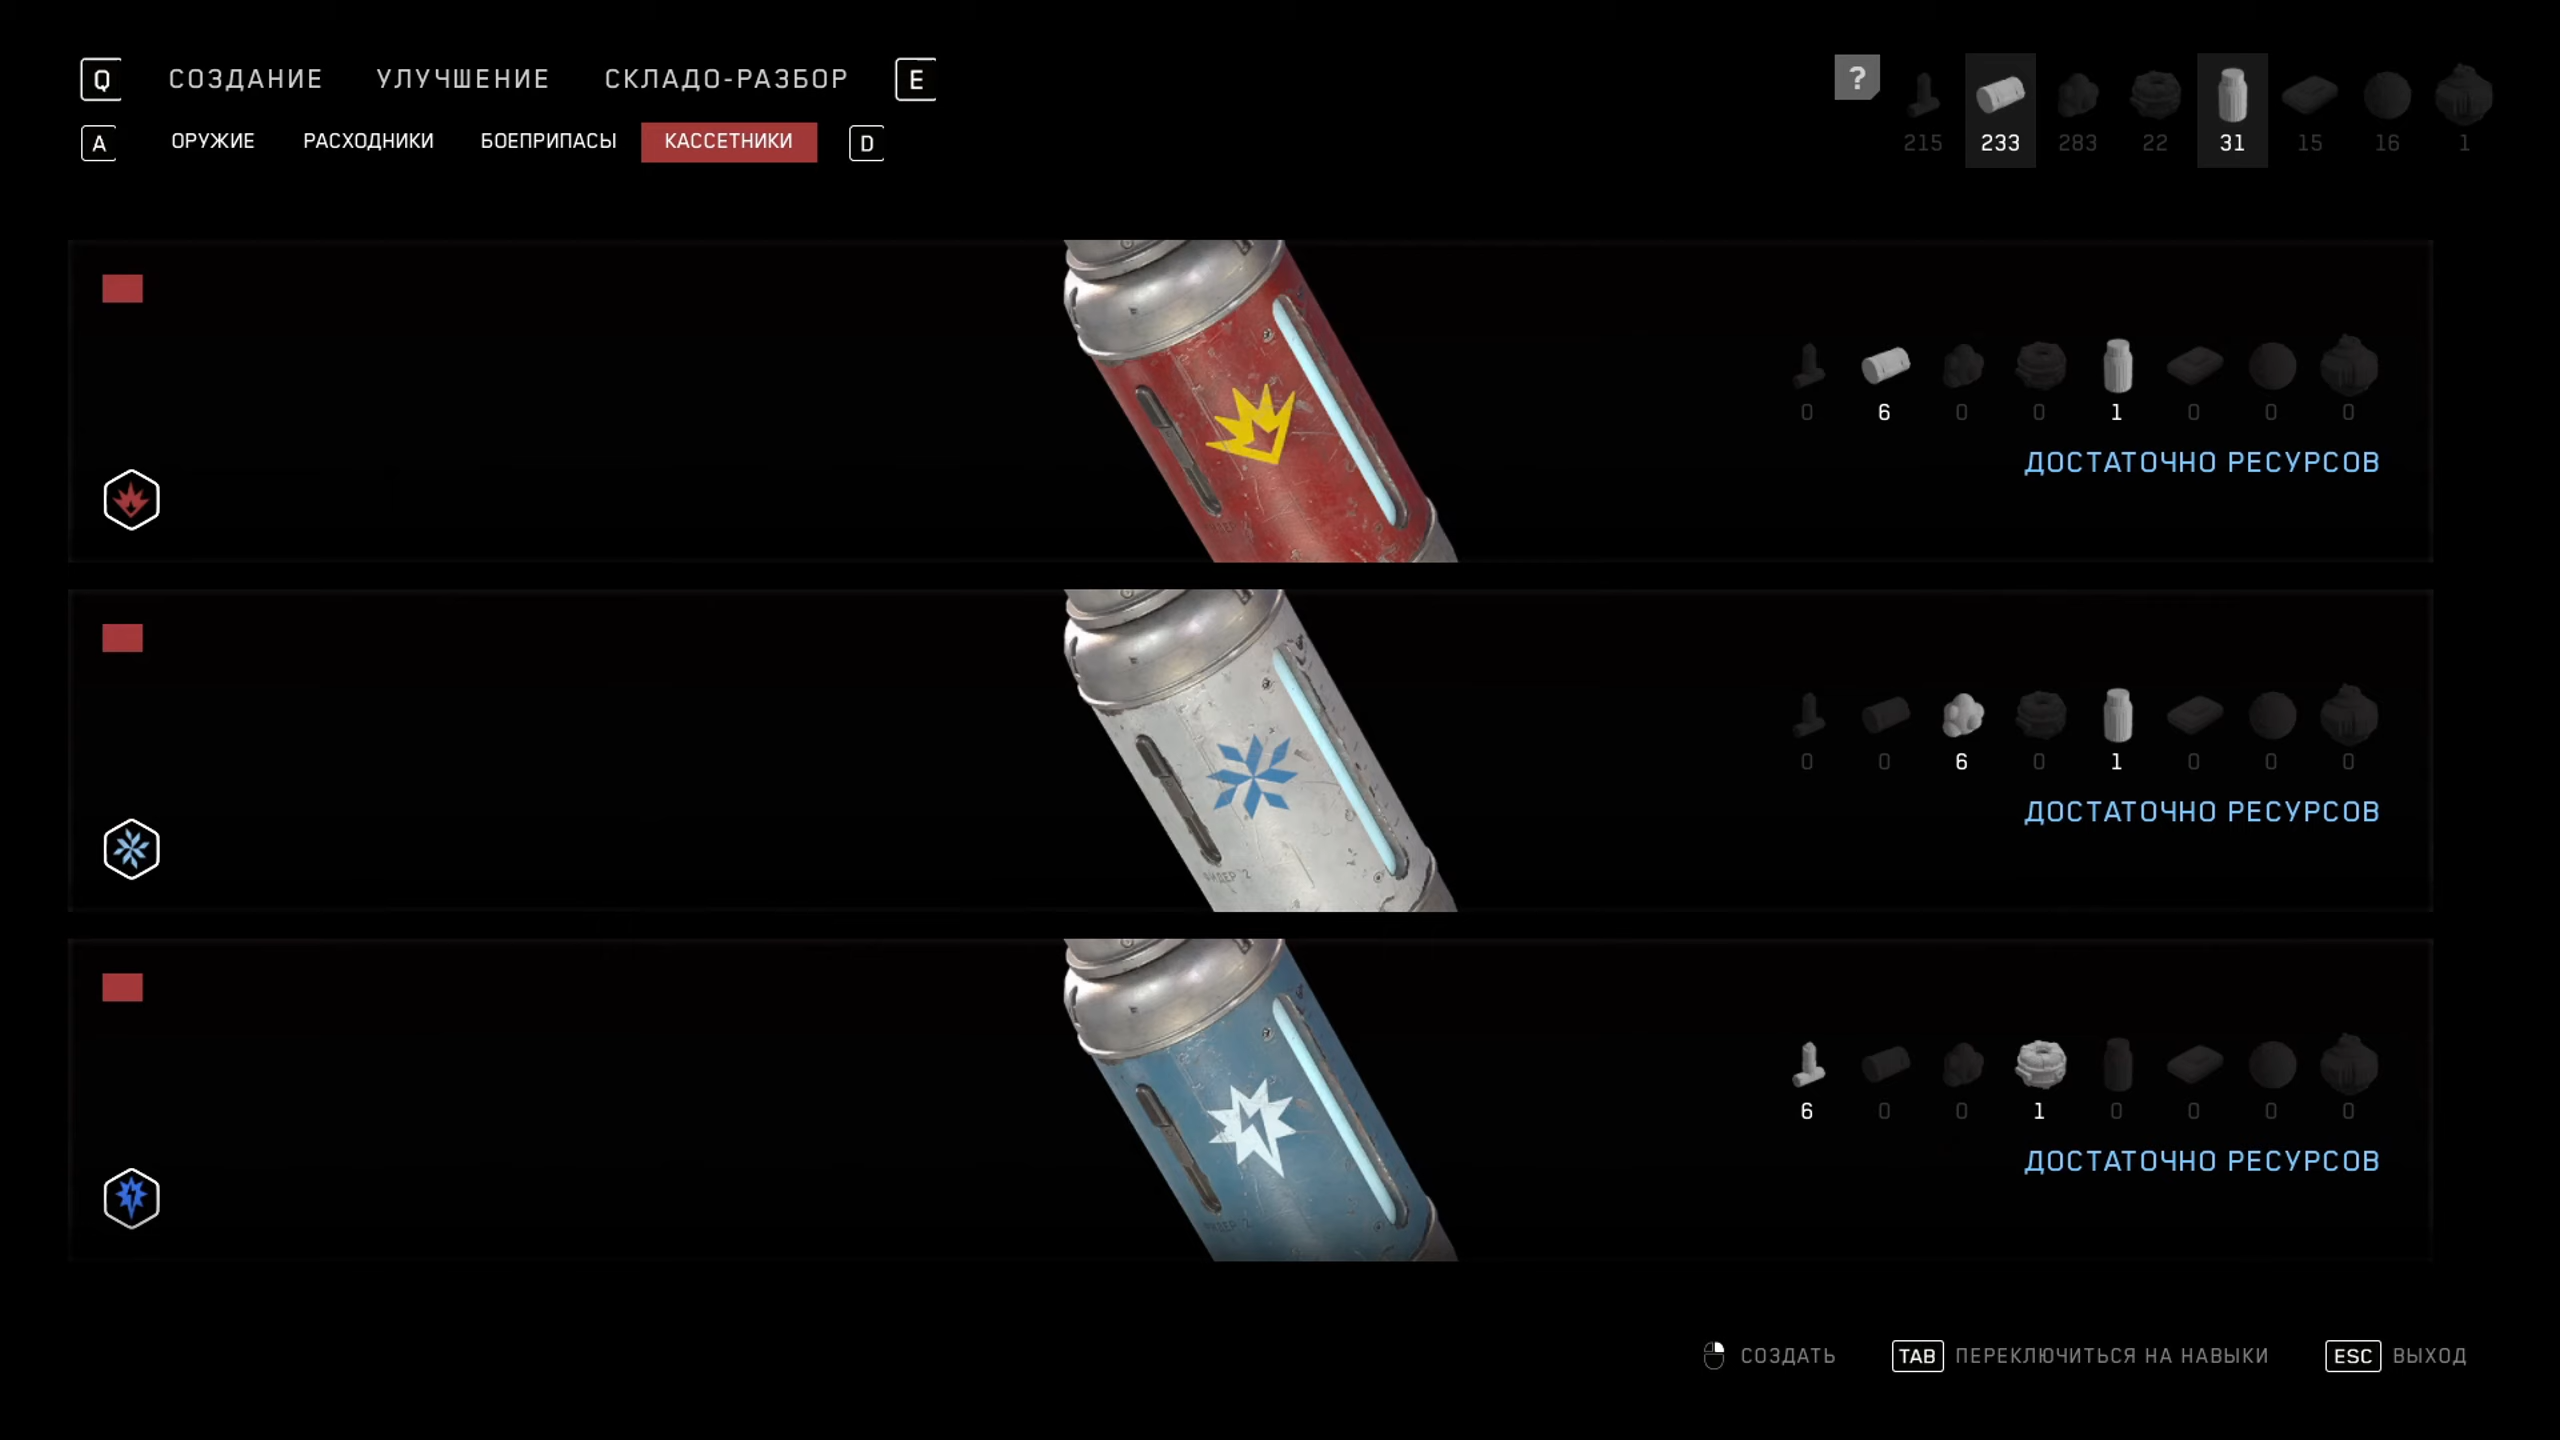 Q СОЗДАНИЕ УЛУЧШЕНИЕ СКЛАДО-РАЗБОР E
A ОРУЖИЕ РАСХОДНИКИ БОЕПРИПАСЫ КАССЕТНИКИ D
?
215 233 283 22 31 15 16 1
0 6 0 0 1 0 0 0
ДОСТАТОЧНО РЕСУРСОВ
0 0 6 0 1 0 0 0
ДОСТАТОЧНО РЕСУРСОВ
6 0 0 1 0 0 0 0
ДОСТАТОЧНО РЕСУРСОВ
СОЗДАТЬ TAB ПЕРЕКЛЮЧИТЬСЯ НА НАВЫКИ ESC ВЫХОД